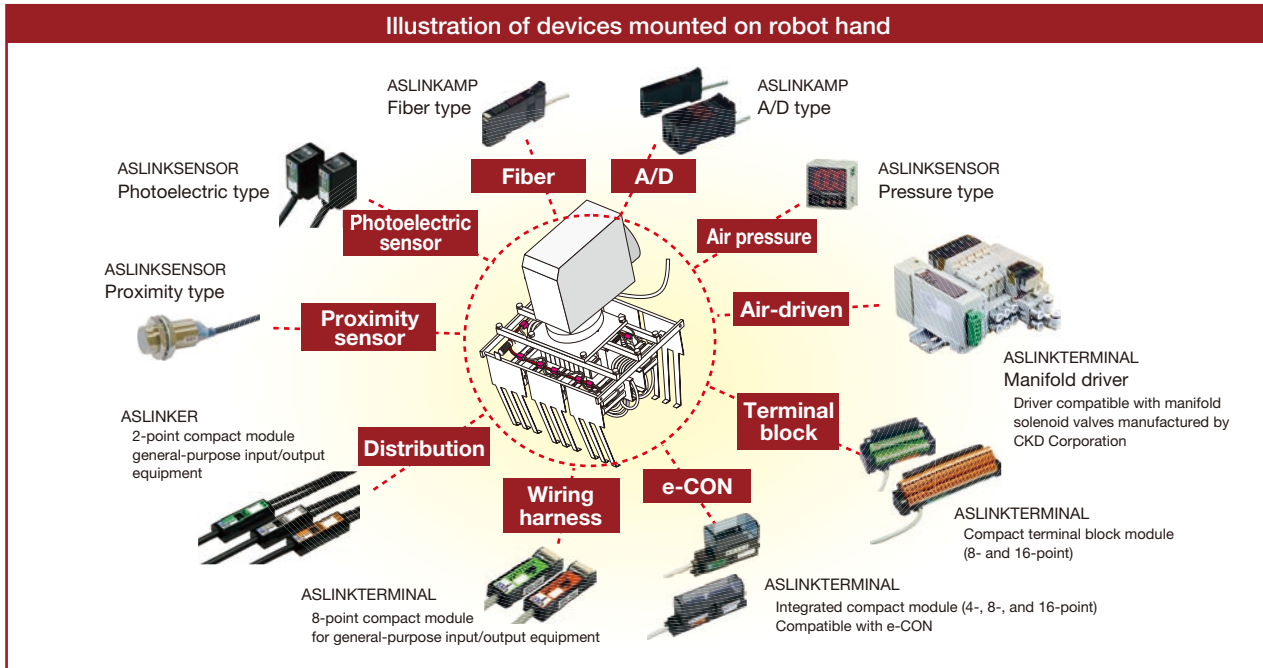 Illustration of devices mounted on robot hand
ASLINKAMP
Fiber type
ASLINKAMP
A/D type
ASLINKSENSOR
Photoelectric type
Fiber
A/D
ASLINKSENSOR
Pressure type
Photoelectric
sensor
Air pressure
ASLINKSENSOR
Proximity type
Proximity
sensor
Air-driven
ASLINKTERMINAL
Manifold driver
Driver compatible with manifold
solenoid valves manufactured by
CKD Corporation
ASLINKER
2-point compact module
general-purpose input/output
equipment
Distribution
Terminal
block
Wiring
harness
e-CON
ASLINKTERMINAL
Compact terminal block module
(8- and 16-point)
ASLINKTERMINAL
8-point compact module
for general-purpose input/output equipment
ASLINKTERMINAL
Integrated compact module (4-, 8-, and 16-point)
Compatible with e-CON